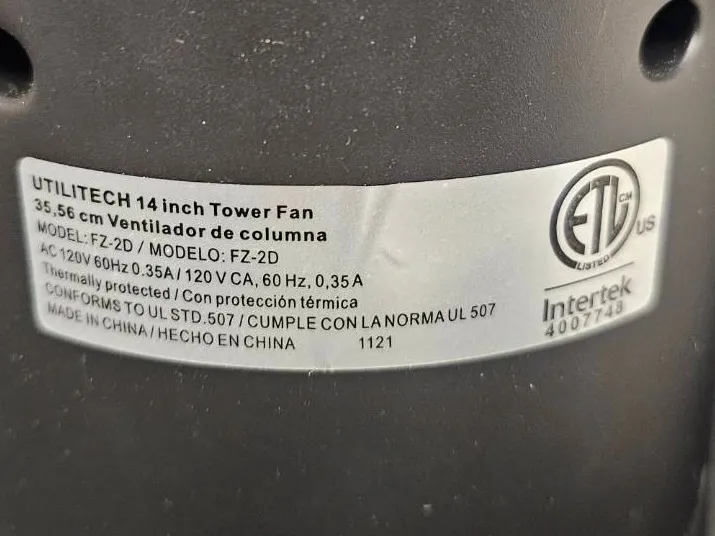 UTILITECH 14 inch Tower Fan
35,56 cm Ventilador de columna
MODEL: FZ-2D / MODELO: FZ-2D
AC 120V 60Hz 0.35A / 120 V CA, 60 Hz, 0,35 A
Thermally protected / Con protección térmica
CONFORMS TO UL STD.507 / CUMPLE CON LA NORMA UL 507
MADE IN CHINA / HECHO EN CHINA 1121
ETL CM
LISTED
US
Intertek
4007748